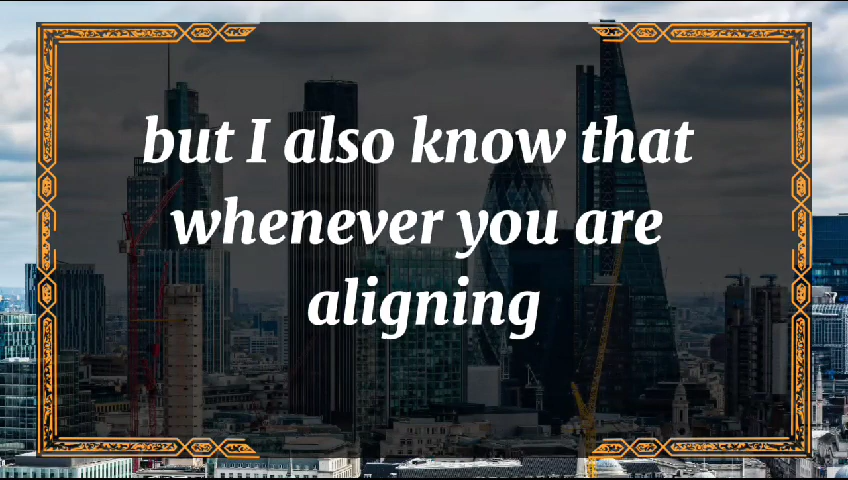 but I also know that
whenever you are
aligning